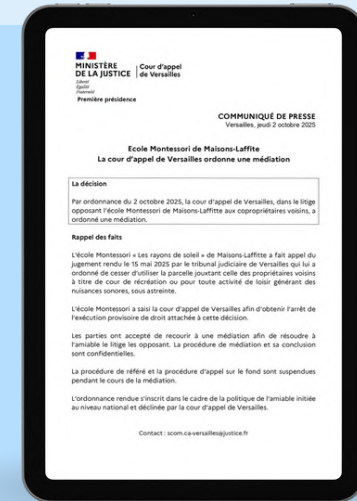 MINISTÈRE
DE LA JUSTICE
Liberté
Égalité
Fraternité
Cour d'appel
de Versailles
Première présidence
COMMUNIQUÉ DE PRESSE
Versailles, jeudi 2 octobre 2025
Ecole Montessori de Maisons-Laffite
La cour d'appel de Versailles ordonne une médiation
La décision
Par ordonnance du 2 octobre 2025, la cour d'appel de Versailles, dans le litige
opposant l'école Montessori de Maisons-Laffitte aux copropriétaires voisins, a
ordonné une médiation.
Rappel des faits
L'école Montessori « Les rayons de soleil » de Maisons-Laffitte a fait appel du
jugement rendu le 15 mai 2025 par le tribunal judiciaire de Versailles qui lui a
ordonné de cesser d'utiliser la parcelle jouxtant celle des propriétaires voisins
à titre de cour de récréation ou pour toute activité de loisir générant des
nuisances sonores, sous astreinte.
L'école Montessori a saisi la cour d'appel de Versailles afin d'obtenir l'arrêt de
l'exécution provisoire de droit attachée à cette décision.
Les parties ont accepté de recourir à une médiation afin de résoudre à
l'amiable le litige les opposant. La procédure de médiation et sa conclusion
sont confidentielles.
La procédure de référé et la procédure d'appel sur le fond sont suspendues
pendant le cours de la médiation.
L'ordonnance rendue s'inscrit dans le cadre de la politique de l'amiable initiée
au niveau national et déclinée par la cour d'appel de Versailles.
Contact : scom.ca-versailles@justice.fr